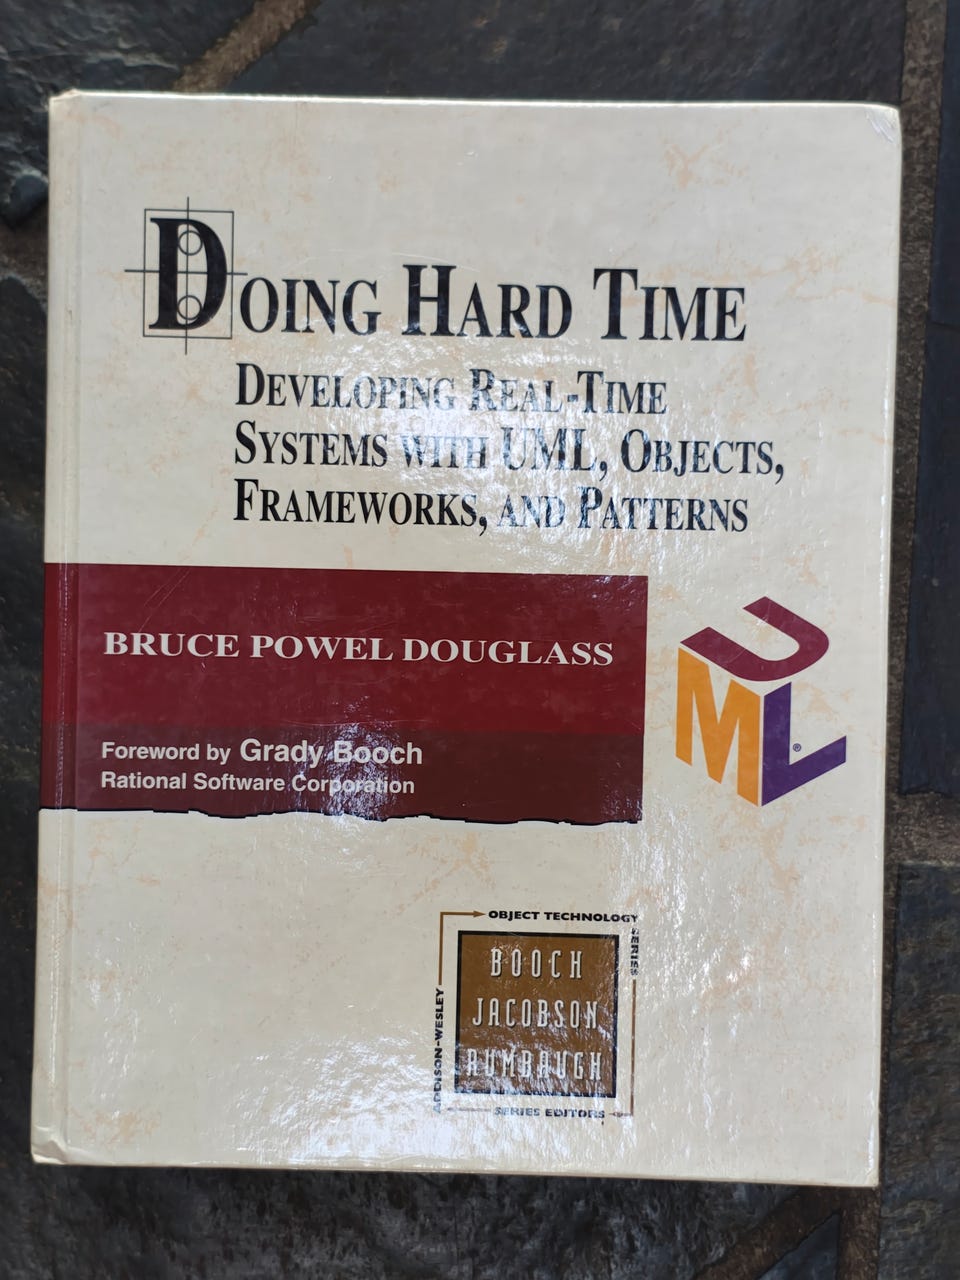 DOING HARD TIME
DEVELOPING REAL-TIME
SYSTEMS WITH UML, OBJECTS,
FRAMEWORKS, AND PATTERNS
BRUCE POWEL DOUGLASS
Foreword by Grady Booch
Rational Software Corporation
UML®
OBJECT TECHNOLOGY
SERIES
ADDISON-WESLEY
BOOCH
JACOBSON
RUMBAUGH
SERIES EDITORS